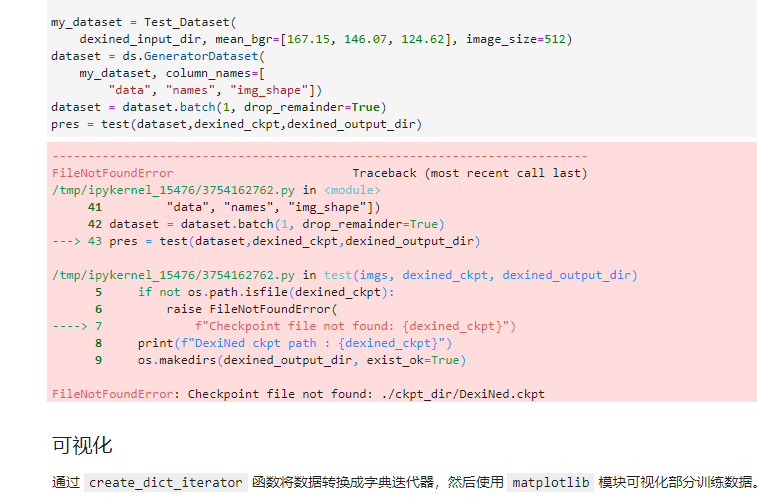 my_dataset = Test_Dataset(
    dexined_input_dir, mean_bgr=[167.15, 146.07, 124.62], image_size=512)
dataset = ds.GeneratorDataset(
    my_dataset, column_names=[
        "data", "names", "img_shape"])
dataset = dataset.batch(1, drop_remainder=True)
pres = test(dataset,dexined_ckpt,dexined_output_dir)
---------------------------------------------------------------------------
FileNotFoundError                         Traceback (most recent call last)
/tmp/ipykernel_15476/3754162762.py in <module>
     41         "data", "names", "img_shape"])
     42 dataset = dataset.batch(1, drop_remainder=True)
---> 43 pres = test(dataset,dexined_ckpt,dexined_output_dir)
/tmp/ipykernel_15476/3754162762.py in test(imgs, dexined_ckpt, dexined_output_dir)
      5     if not os.path.isfile(dexined_ckpt):
      6         raise FileNotFoundError(
----> 7             f"Checkpoint file not found: {dexined_ckpt}")
      8     print(f"DexiNed ckpt path : {dexined_ckpt}")
      9     os.makedirs(dexined_output_dir, exist_ok=True)
FileNotFoundError: Checkpoint file not found: ./ckpt_dir/DexiNed.ckpt
可视化
通过 create_dict_iterator 函数将数据转换成字典迭代器，然后使用 matplotlib 模块可视化部分训练数据。